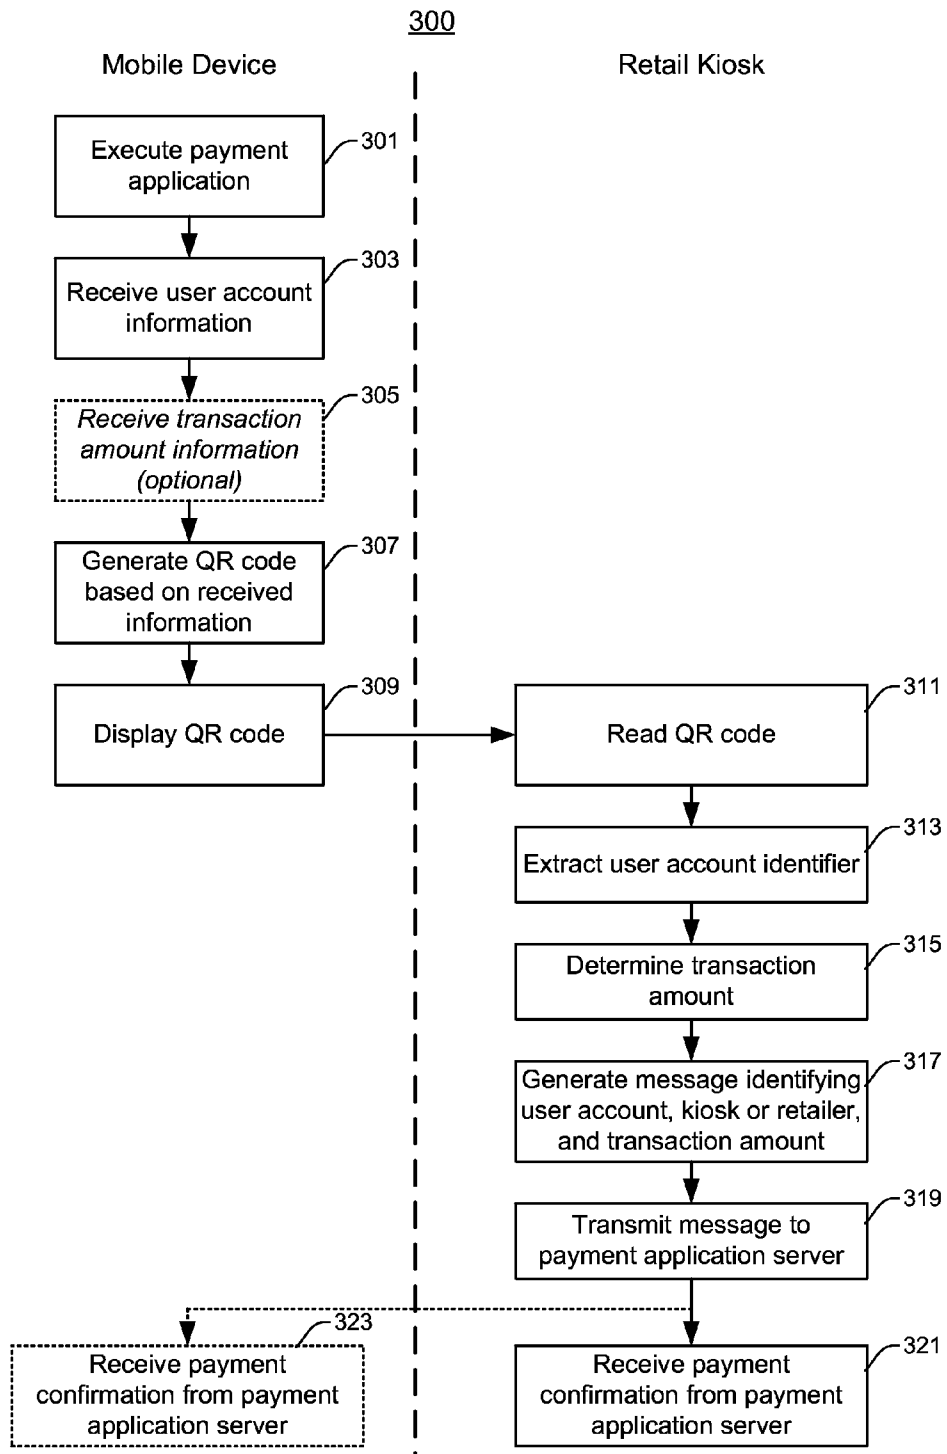 300
Mobile Device
Retail Kiosk
301
Execute payment
application
303
Receive user account
information
305
Receive transaction
amount information
(optional)
307
Generate QR code
based on received
information
309
Display QR code
311
Read QR code
313
Extract user account identifier
315
Determine transaction
amount
317
Generate message identifying
user account, kiosk or retailer,
and transaction amount
319
Transmit message to
payment application server
323
Receive payment
confirmation from payment
application server
321
Receive payment
confirmation from payment
application server